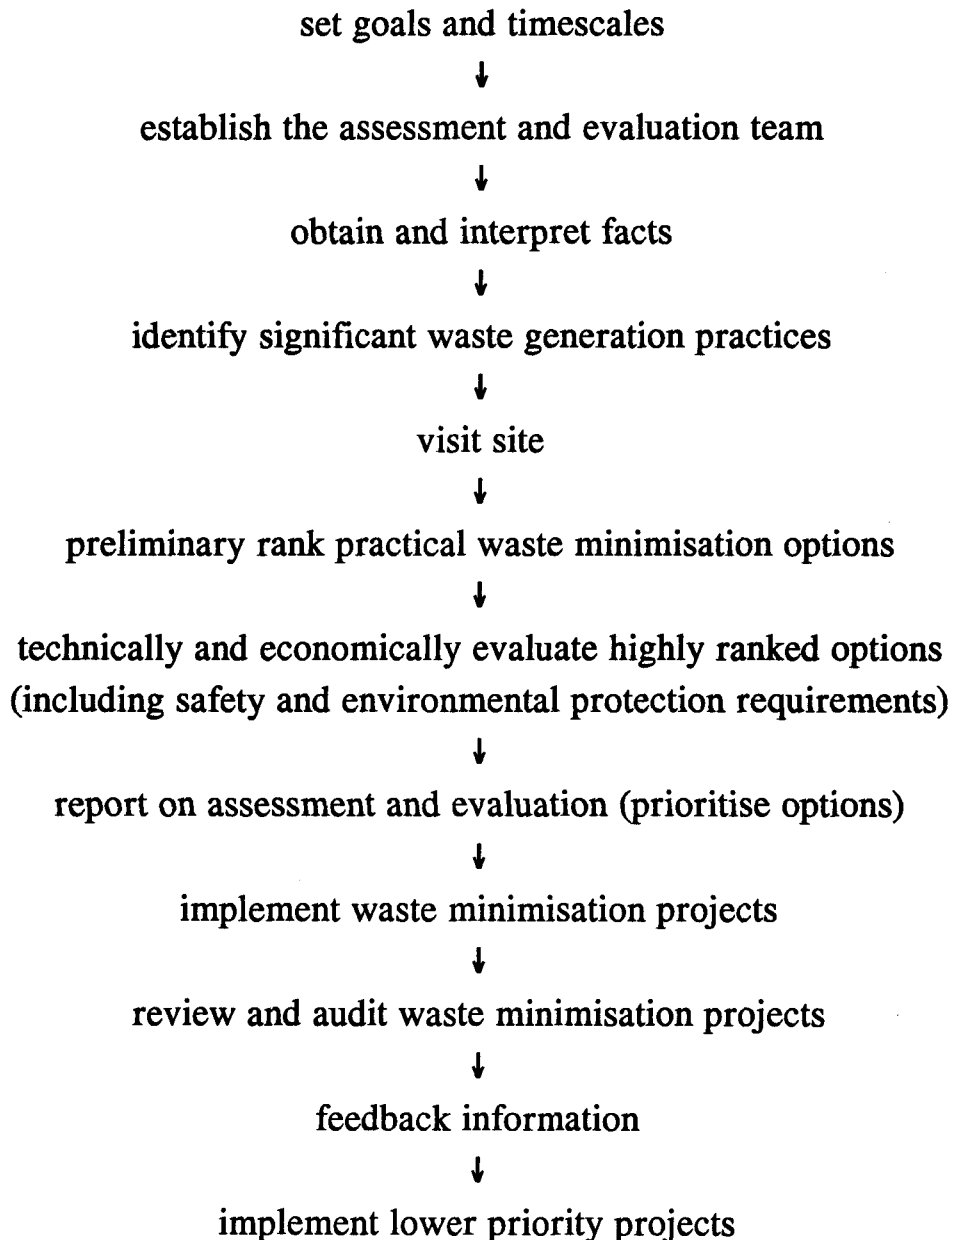 set goals and timescales
↓
establish the assessment and evaluation team
↓
obtain and interpret facts
↓
identify significant waste generation practices
↓
visit site
↓
preliminary rank practical waste minimisation options
↓
technically and economically evaluate highly ranked options
(including safety and environmental protection requirements)
↓
report on assessment and evaluation (prioritise options)
↓
implement waste minimisation projects
↓
review and audit waste minimisation projects
↓
feedback information
↓
implement lower priority projects